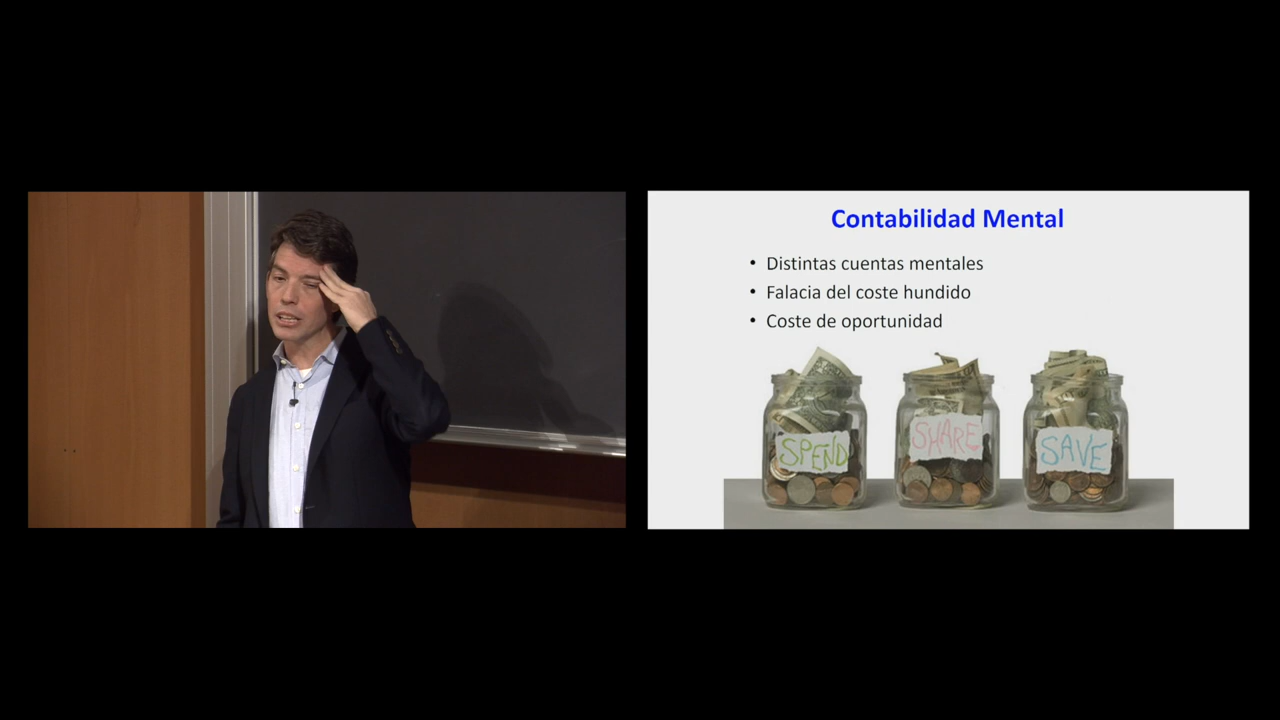 Contabilidad Mental
• Distintas cuentas mentales
• Falacia del coste hundido
• Coste de oportunidad
SPEND
SHARE
SAVE